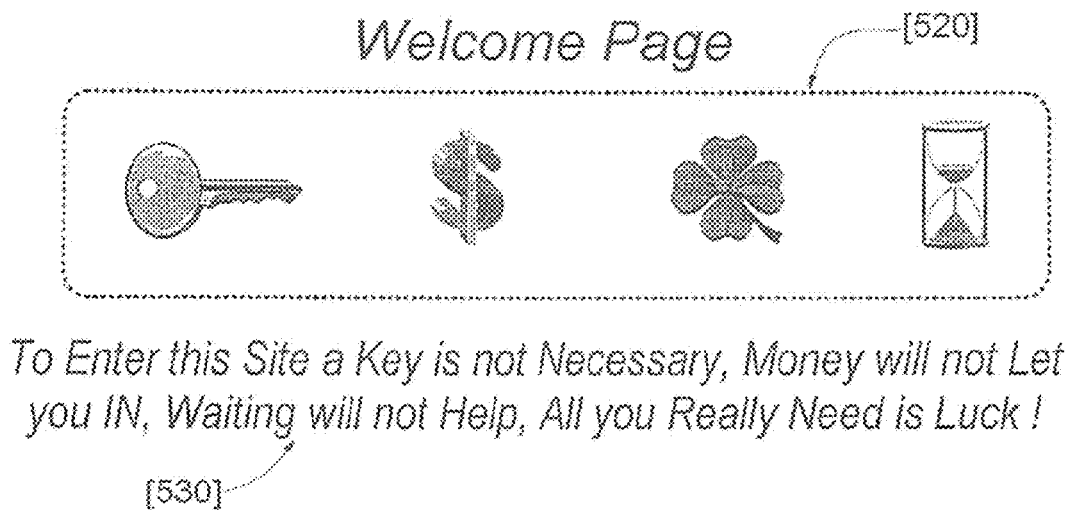 Welcome Page
[520]
To Enter this Site a Key is not Necessary, Money will not Let
you IN, Waiting will not Help, All you Really Need is Luck !
[530]